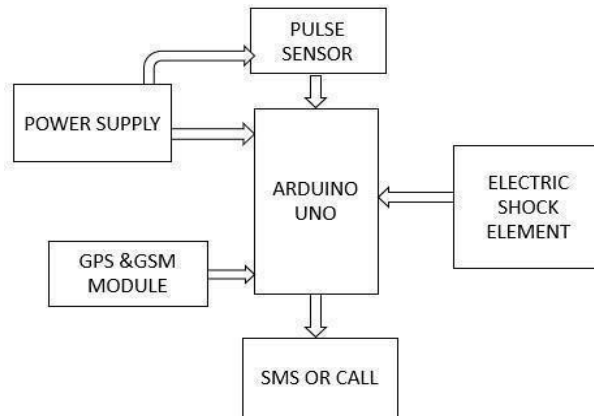 PULSE
SENSOR
POWER SUPPLY
ARDUINO
UNO
ELECTRIC
SHOCK
ELEMENT
GPS &GSM
MODULE
SMS OR CALL